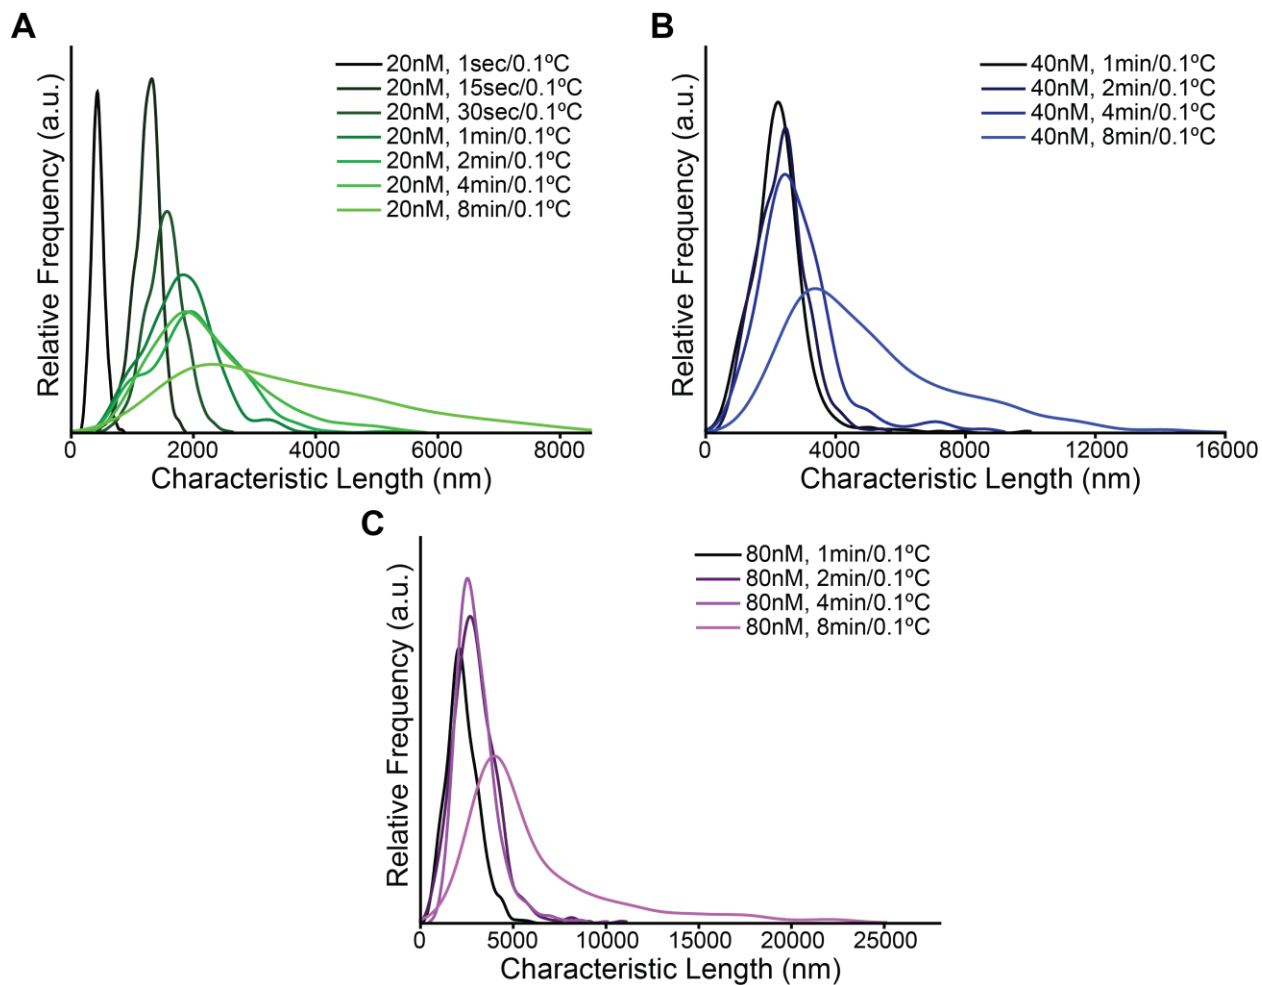 A
Relative Frequency (a.u.)
20nM, 1sec/0.1ºC
20nM, 15sec/0.1ºC
20nM, 30sec/0.1ºC
20nM, 1min/0.1ºC
20nM, 2min/0.1ºC
20nM, 4min/0.1ºC
20nM, 8min/0.1ºC
0 2000 4000 6000 8000
Characteristic Length (nm)
B
Relative Frequency (a.u.)
40nM, 1min/0.1ºC
40nM, 2min/0.1ºC
40nM, 4min/0.1ºC
40nM, 8min/0.1ºC
0 4000 8000 12000 16000
Characteristic Length (nm)
C
Relative Frequency (a.u.)
80nM, 1min/0.1ºC
80nM, 2min/0.1ºC
80nM, 4min/0.1ºC
80nM, 8min/0.1ºC
0 5000 10000 15000 20000 25000
Characteristic Length (nm)